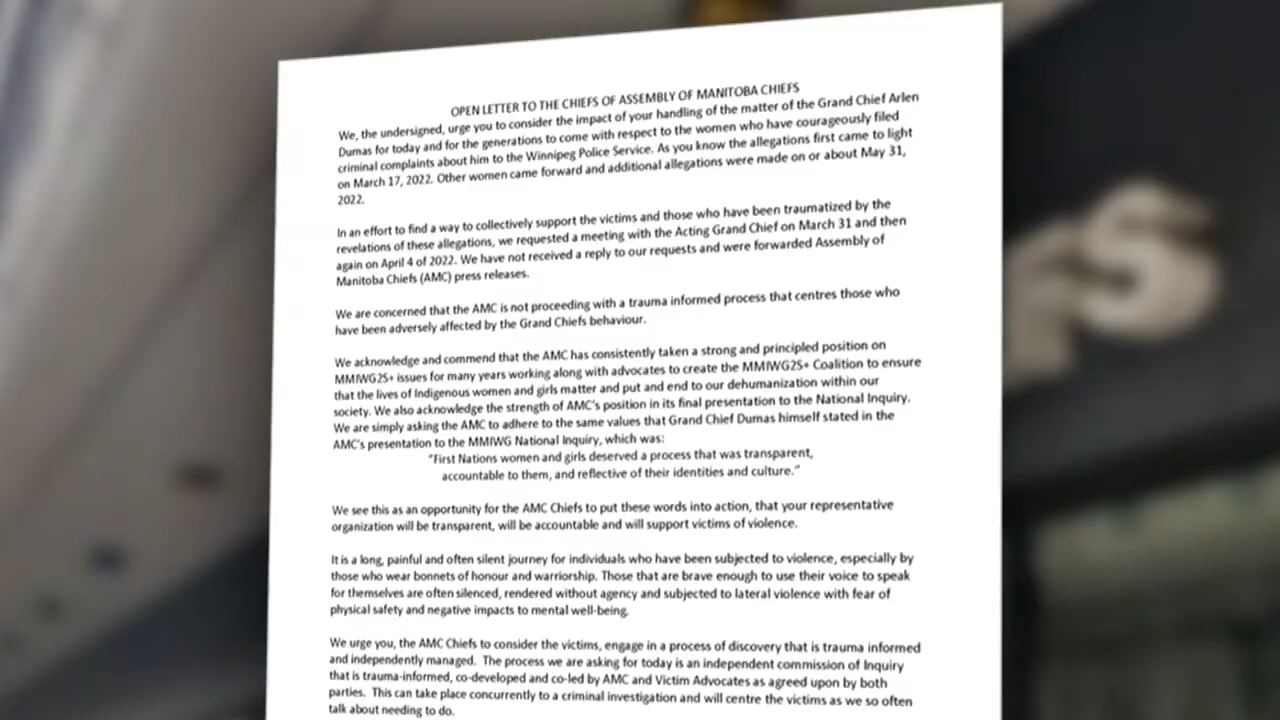 OPEN LETTER TO THE CHIEFS OF ASSEMBLY OF MANITOBA CHIEFS
We, the undersigned, urge you to consider the impact of your handling of the matter of the Grand Chief Arlen
Dumas for today and for the generations to come with respect to the women who have courageously filed
criminal complaints about him to the Winnipeg Police Service. As you know the allegations first came to light
on March 17, 2022. Other women came forward and additional allegations were made on or about May 31,
2022.
In an effort to find a way to collectively support the victims and those who have been traumatized by the
revelations of these allegations, we requested a meeting with the Acting Grand Chief on March 31 and then
again on April 4 of 2022. We have not received a reply to our requests and were forwarded Assembly of
Manitoba Chiefs (AMC) press releases.
We are concerned that the AMC is not proceeding with a trauma informed process that centres those who
have been adversely affected by the Grand Chiefs behaviour.
We acknowledge and commend that the AMC has consistently taken a strong and principled position on
MMIWG2S+ issues for many years working along with advocates to create the MMIWG2S+ Coalition to ensure
that the lives of Indigenous women and girls matter and put and end to our dehumanization within our
society. We also acknowledge the strength of AMC's position in its final presentation to the National Inquiry.
We are simply asking the AMC to adhere to the same values that Grand Chief Dumas himself stated in the
AMC's presentation to the MMIWG National Inquiry, which was:
"First Nations women and girls deserved a process that was transparent,
accountable to them, and reflective of their identities and culture."
We see this as an opportunity for the AMC Chiefs to put these words into action, that your representative
organization will be transparent, will be accountable and will support victims of violence.
It is a long, painful and often silent journey for individuals who have been subjected to violence, especially by
those who wear bonnets of honour and warriorship. Those that are brave enough to use their voice to speak
for themselves are often silenced, rendered without agency and subjected to lateral violence with fear of
physical safety and negative impacts to mental well-being.
We urge you, the AMC Chiefs to consider the victims, engage in a process of discovery that is trauma informed
and independently managed. The process we are asking for today is an independent commission of Inquiry
that is trauma-informed, co-developed and co-led by AMC and Victim Advocates as agreed upon by both
parties. This can take place concurrently to a criminal investigation and will centre the victims as we so often
talk about needing to do.
S